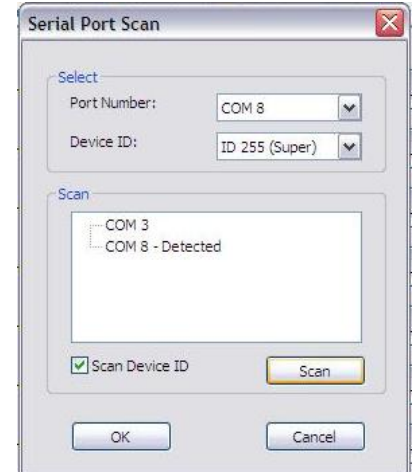 Serial Port Scan
Select
Port Number:
COM 8
Device ID:
ID 255 (Super)
Scan
COM 3
COM 8 - Detected
Scan Device ID
Scan
OK
Cancel